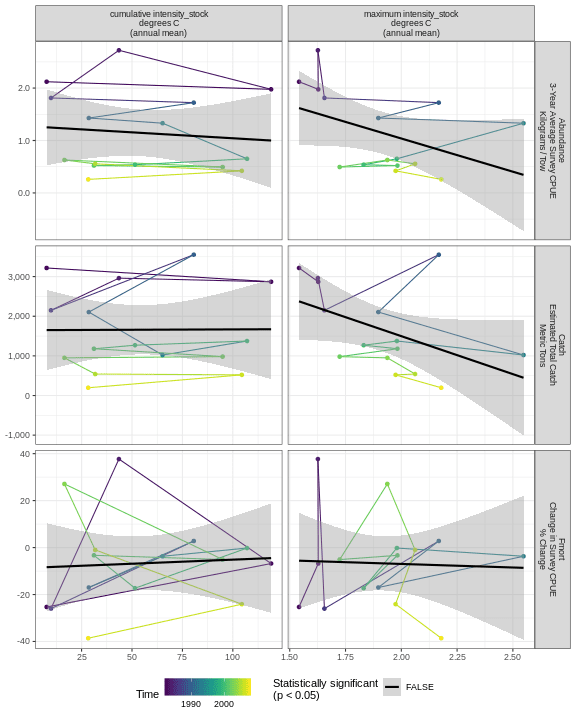 cumulative intensity_stock
degrees C
(annual mean)
maximum intensity_stock
degrees C
(annual mean)
2.0
1.0
0.0
Abundance
3-Year Average Survey CPUE
Kilograms / Tow
3,000
2,000
1,000
0
-1,000
Catch
Estimated Total Catch
Metric Tons
40
20
0
-20
-40
Fmort
Change in Survey CPUE
% Change
25
50
75
100
1.50
1.75
2.00
2.25
2.50
Time
1990
2000
Statistically significant
(p < 0.05)
FALSE